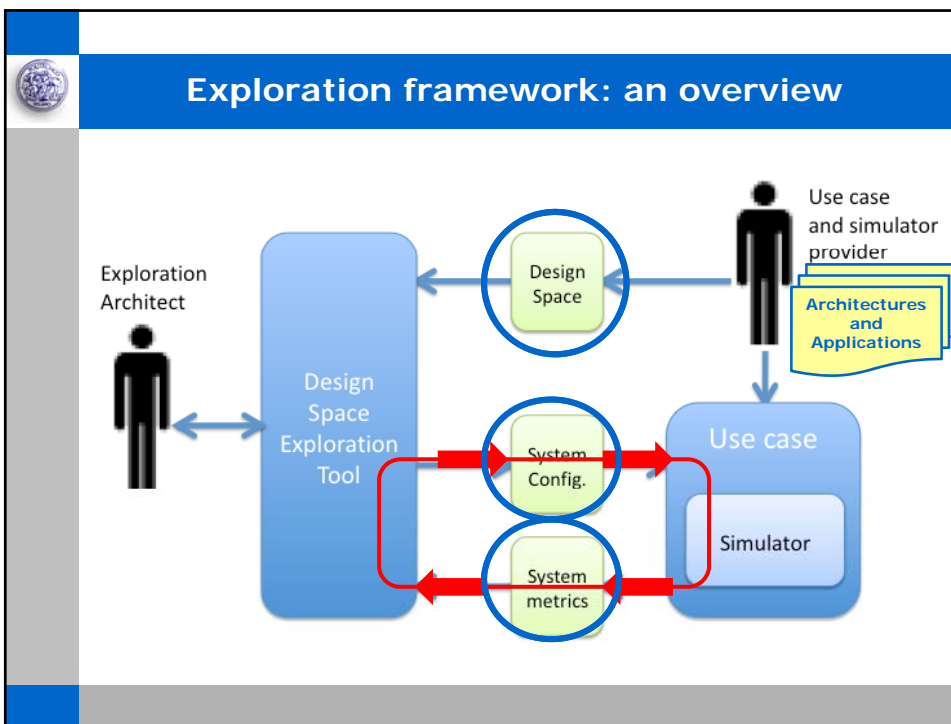 Exploration framework: an overview
Use case
and simulator
provider
Exploration
Architect
Design
Space
Architectures
and
Applications
Design
Space
Exploration
Tool
System
Config.
Use case
Simulator
System
metrics